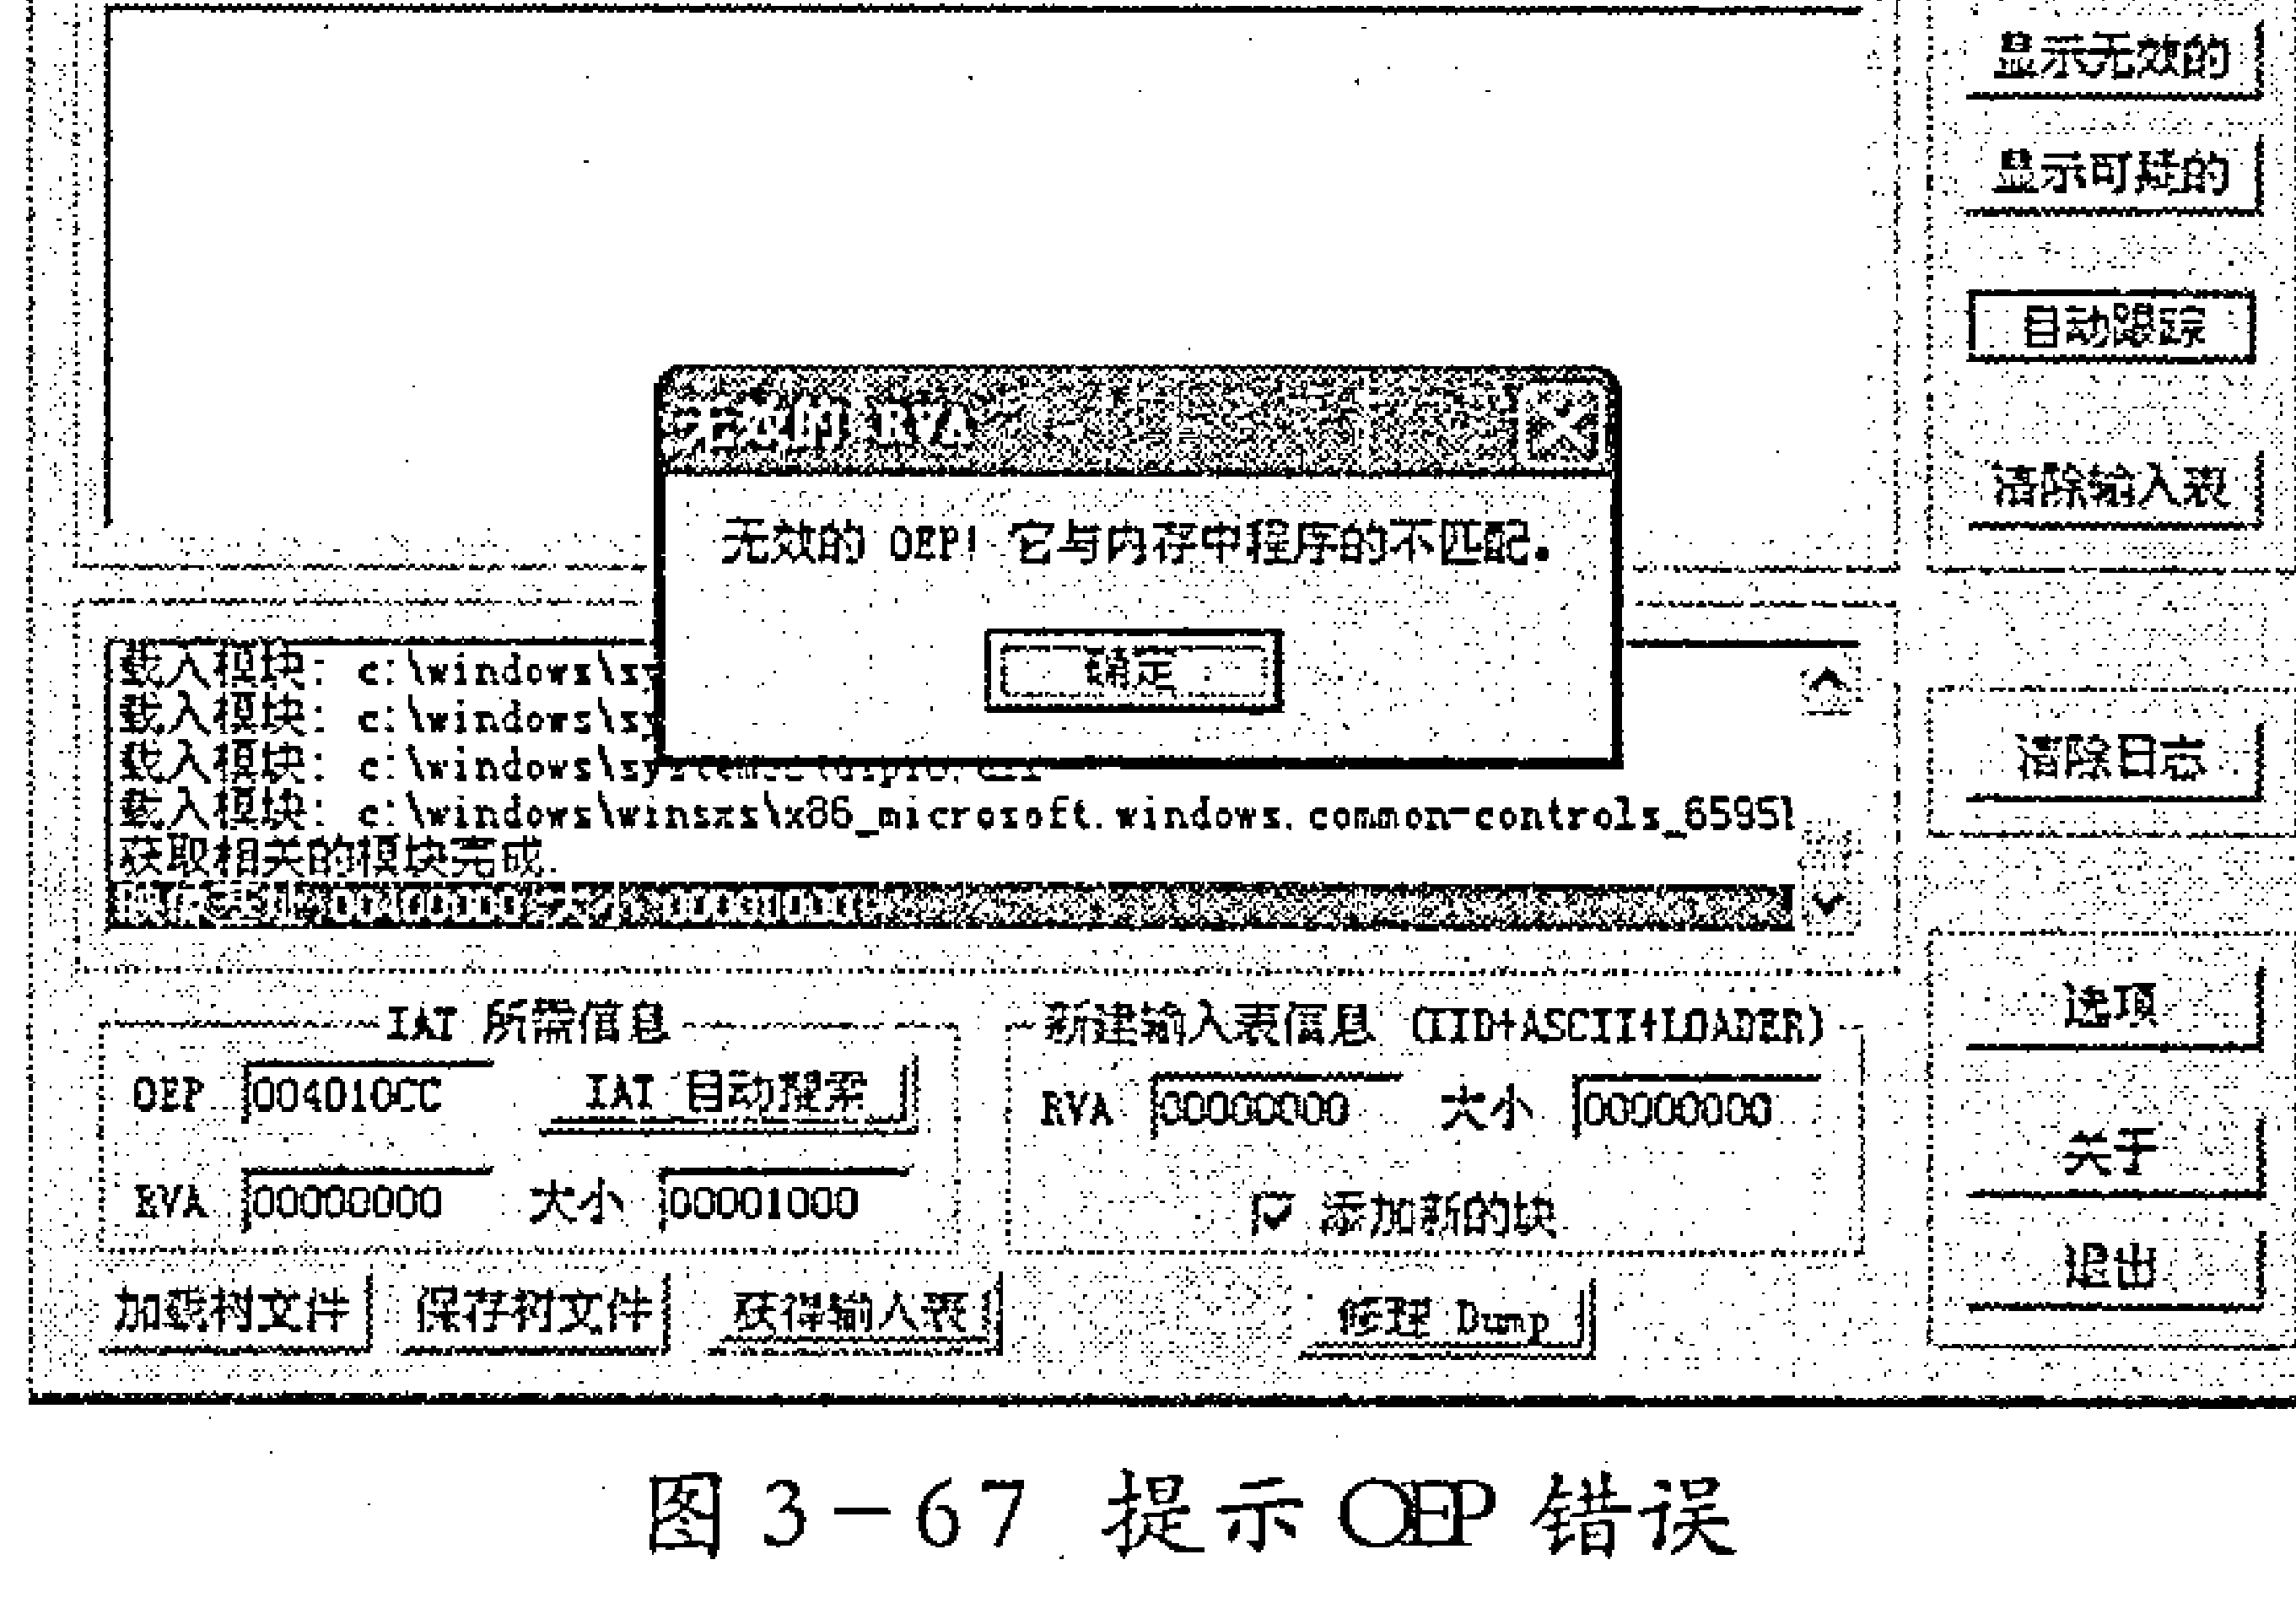 显示无效的
显示可疑的
自动跟踪
清除输入表
无效的 RVA
无效的 OEP! 它与内存中程序的不匹配。
确定
载入模块: c:\windows\sy
载入模块: c:\windows\sy
载入模块: c:\windows\sy
载入模块: c:\windows\winsxs\x86_microsoft.windows.common-controls_6595l
获取相关的模块完成.
清除日志
IAT 所需信息
新建输入表信息 (IID+ASCII+LOADER)
选项
OEP 004010CC IAT 自动搜索
RVA 00000000 大小 00000000
关于
RVA 00000000 大小 00001000
添加新的块
退出
加载树文件 保存树文件 获得输入表 修理 Dump
图 3-67 提示 OEP 错误